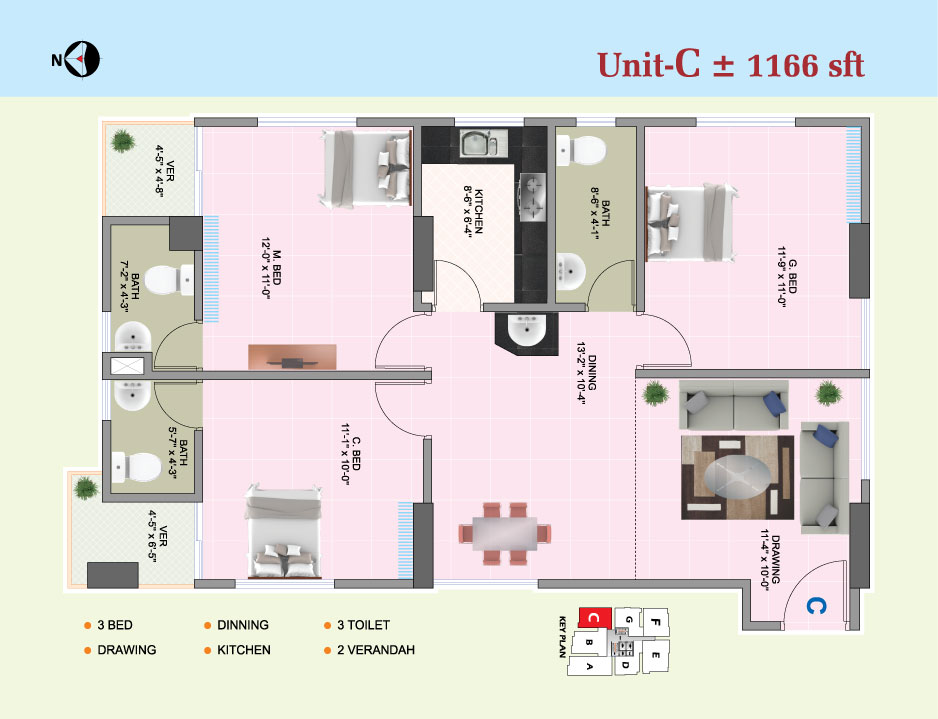 N
Unit-C ± 1166 sft
VER
4'-5" x 4'-8"
M. BED
12'-0" x 11'-0"
KITCHEN
8'-6" x 6'-4"
BATH
8'-6" x 4'-1"
G. BED
11'-9" x 11'-0"
BATH
7'-2" x 4'-3"
DINING
13'-2" x 10'-4"
BATH
5'-7" x 4'-3"
C. BED
11'-1" x 10'-0"
VER
4'-5" x 6'-5"
DRAWING
11'-4" x 10'-0"
C
3 BED
DINNING
3 TOILET
DRAWING
KITCHEN
2 VERANDAH
KEY PLAN
C
G
F
B
A
D
E